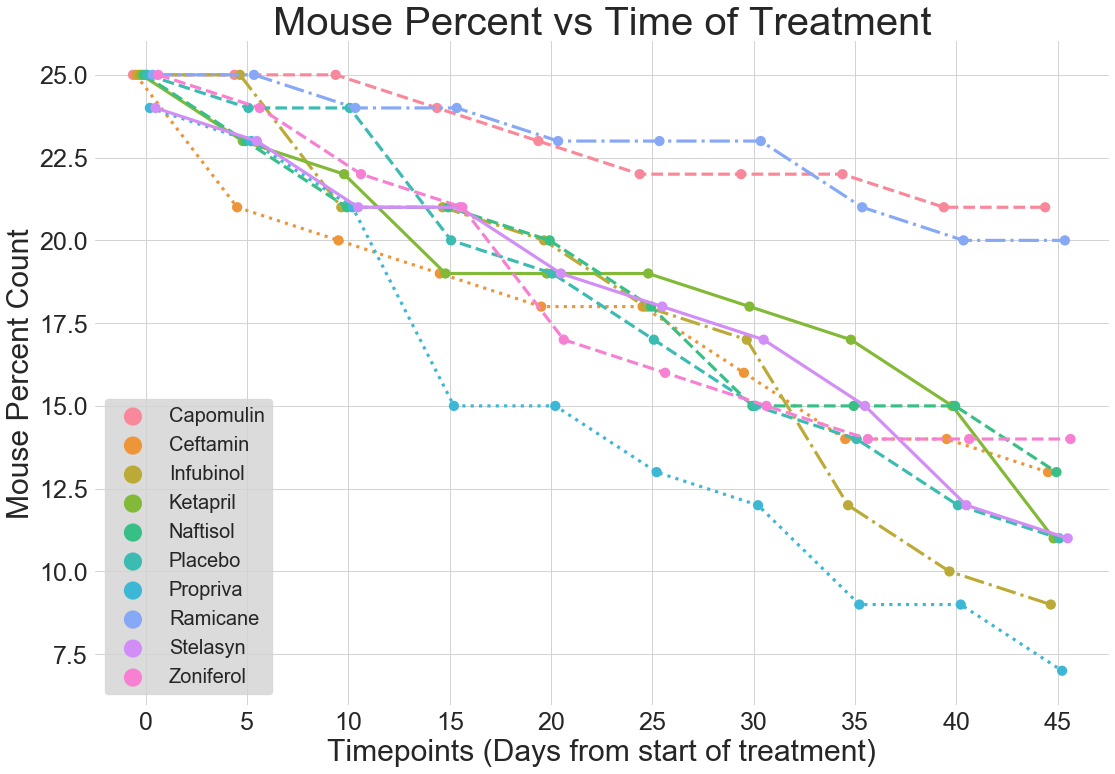 Mouse Percent vs Time of Treatment
Mouse Percent Count
25.0
22.5
20.0
17.5
15.0
12.5
10.0
7.5
Capomulin
Ceftamin
Infubinol
Ketapril
Naftisol
Placebo
Propriva
Ramicane
Stelasyn
Zoniferol
0 5 10 15 20 25 30 35 40 45
Timepoints (Days from start of treatment)